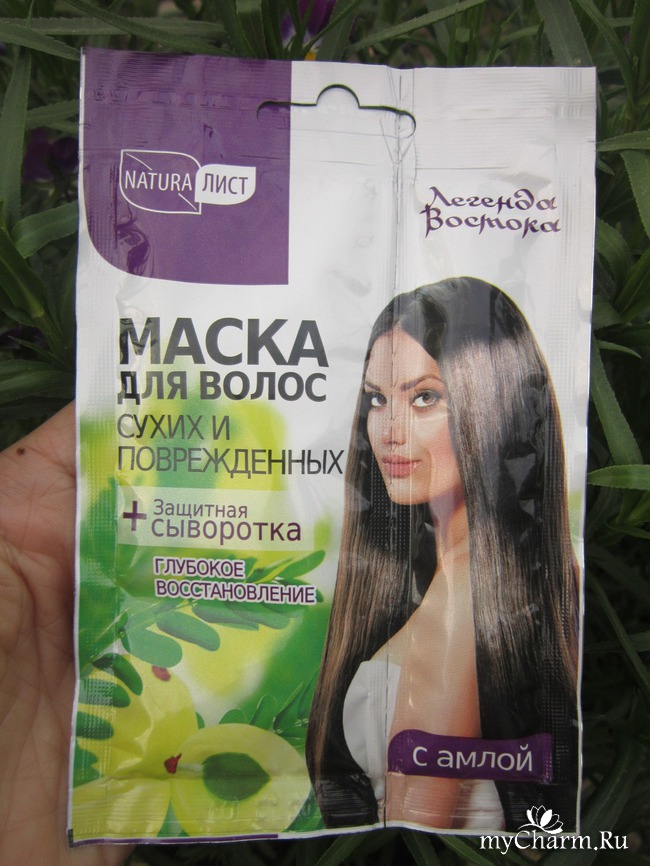 NATURA ЛИСТ
Легенда
Востока
МАСКА
ДЛЯ ВОЛОС
СУХИХ И
ПОВРЕЖДЕННЫХ
+ Защитная
СЫВОРОТКА
ГЛУБОКОЕ
ВОССТАНОВЛЕНИЕ
С АМЛОЙ
myCharm.Ru